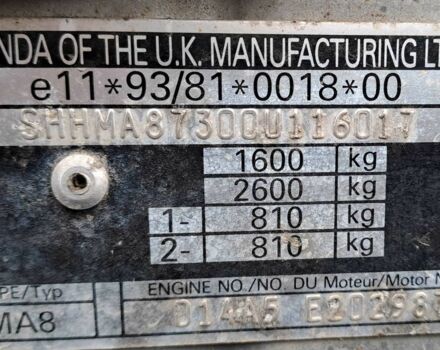 NDA OF THE U.K. MANUFACTURING LT
e11*93/81*0018*00
SHHMA87300U116017
1600 kg
2600 kg
1- 810 kg
2- 810 kg
PE/Typ ENGINE NO./NO. DU Moteur/Motor N
MA8 D14A5 E20298